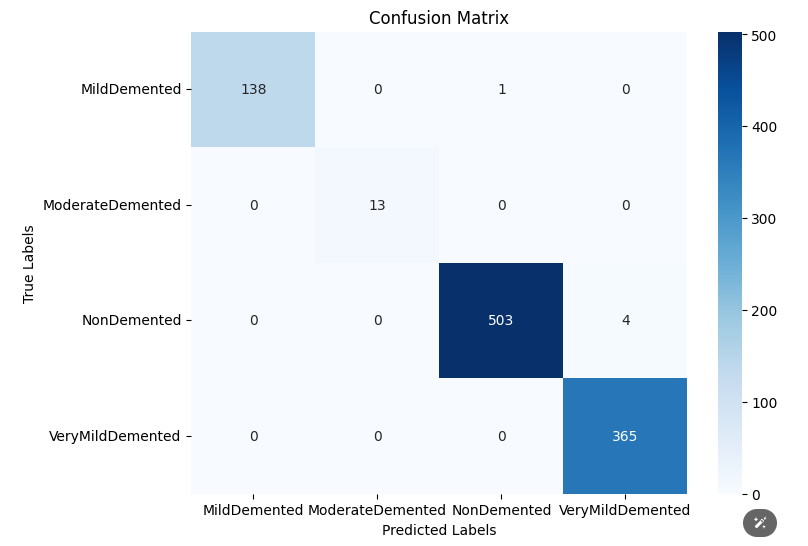 Confusion Matrix
MildDemented 138 0 1 0
ModerateDemented 0 13 0 0
NonDemented 0 0 503 4
VeryMildDemented 0 0 0 365
MildDemented ModerateDemented NonDemented VeryMildDemented
Predicted Labels
True Labels
500
400
300
200
100
0